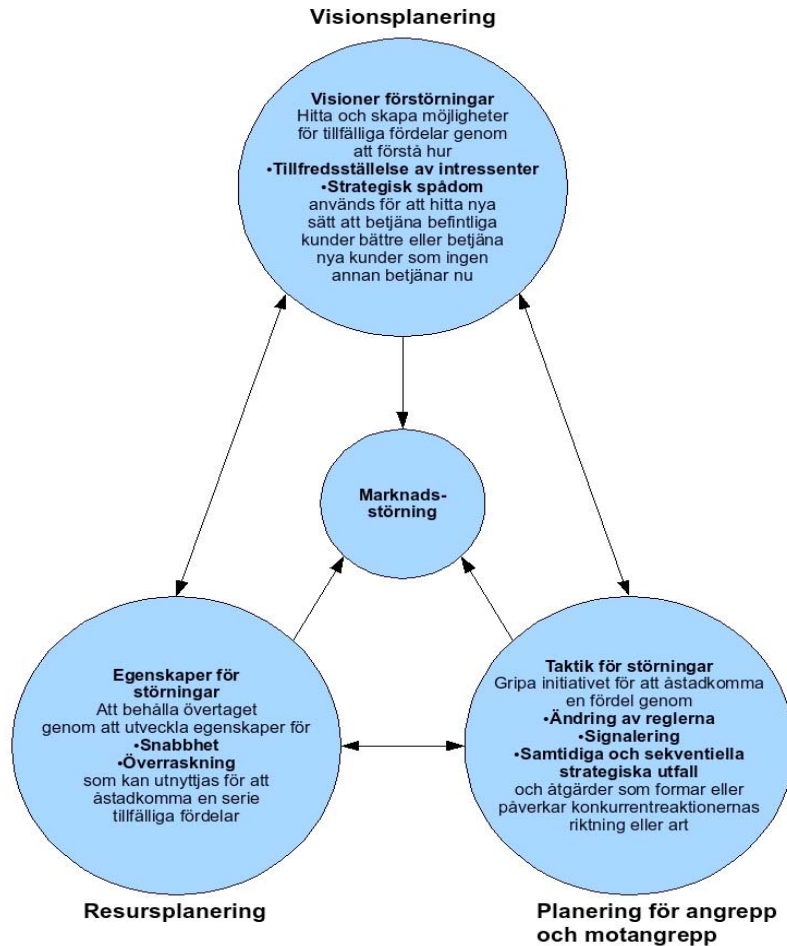 Visionsplanering
Visioner förstörningar
Hitta och skapa möjligheter
för tillfälliga fördelar genom
att förstå hur
•Tillfredsställelse av intressenter
•Strategisk spådom
används för att hitta nya
sätt att betjäna befintliga
kunder bättre eller betjäna
nya kunder som ingen
annan betjänar nu
Marknads-
störning
Egenskaper för
störningar
Att behålla övertaget
genom att utveckla egenskaper för
•Snabbhet
•Överraskning
som kan utnyttjas för att
åstadkomma en serie
tillfälliga fördelar
Taktik för störningar
Gripa initiativet för att åstadkomma
en fördel genom
•Ändring av reglerna
•Signalering
•Samtidiga och sekventiella
strategiska utfall
och åtgärder som formar eller
påverkar konkurrentreaktionernas
riktning eller art
Resursplanering
Planering för angrepp
och motangrepp